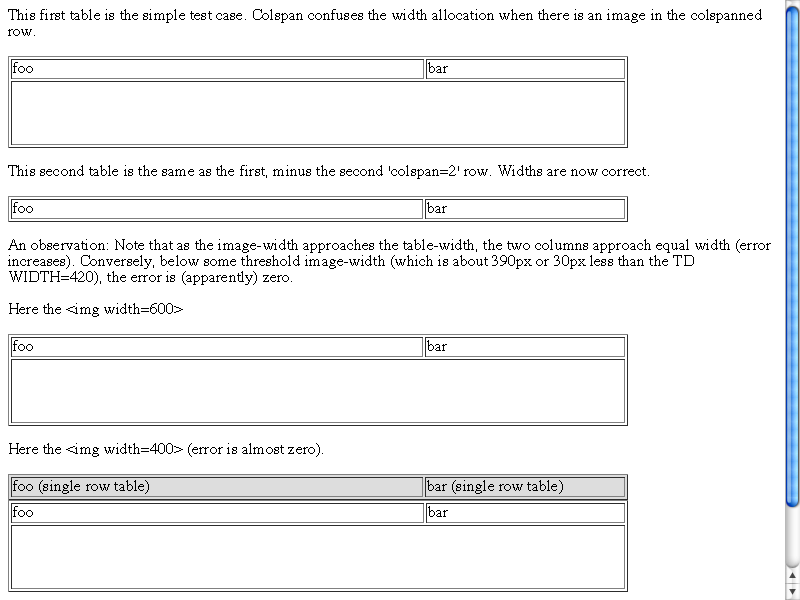 This first table is the simple test case. Colspan confuses the width allocation when there is an image in the colspanned
row.
foo bar
This second table is the same as the first, minus the second 'colspan=2' row. Widths are now correct.
foo bar
An observation: Note that as the image-width approaches the table-width, the two columns approach equal width (error
increases). Conversely, below some threshold image-width (which is about 390px or 30px less than the TD
WIDTH=420), the error is (apparently) zero.
Here the <img width=600>
foo bar
Here the <img width=400> (error is almost zero).
foo (single row table) bar (single row table)
foo bar